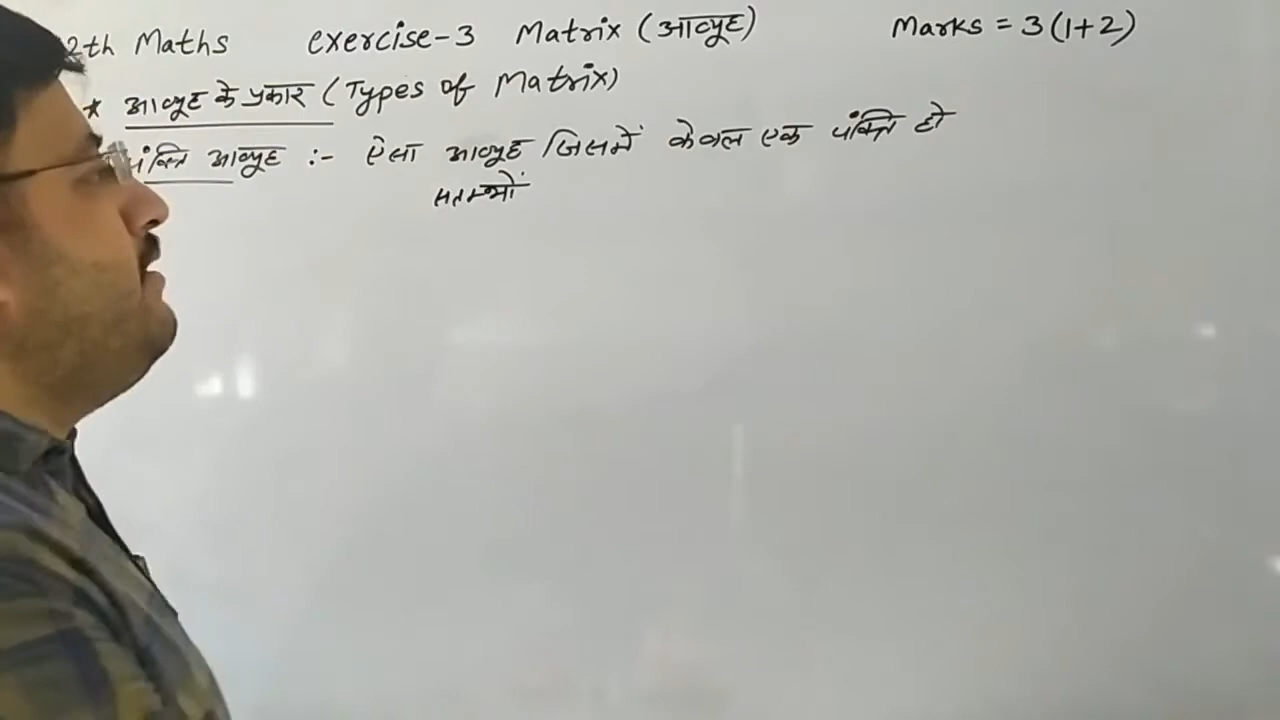 2th Maths exercise-3 Matrix (आव्यूह) Marks = 3 (1+2)
* आव्यूह के प्रकार (Types of Matrix)
पंक्ति आव्यूह :- ऐसा आव्यूह जिसमें केवल एक पंक्ति हो
स्तम्भों